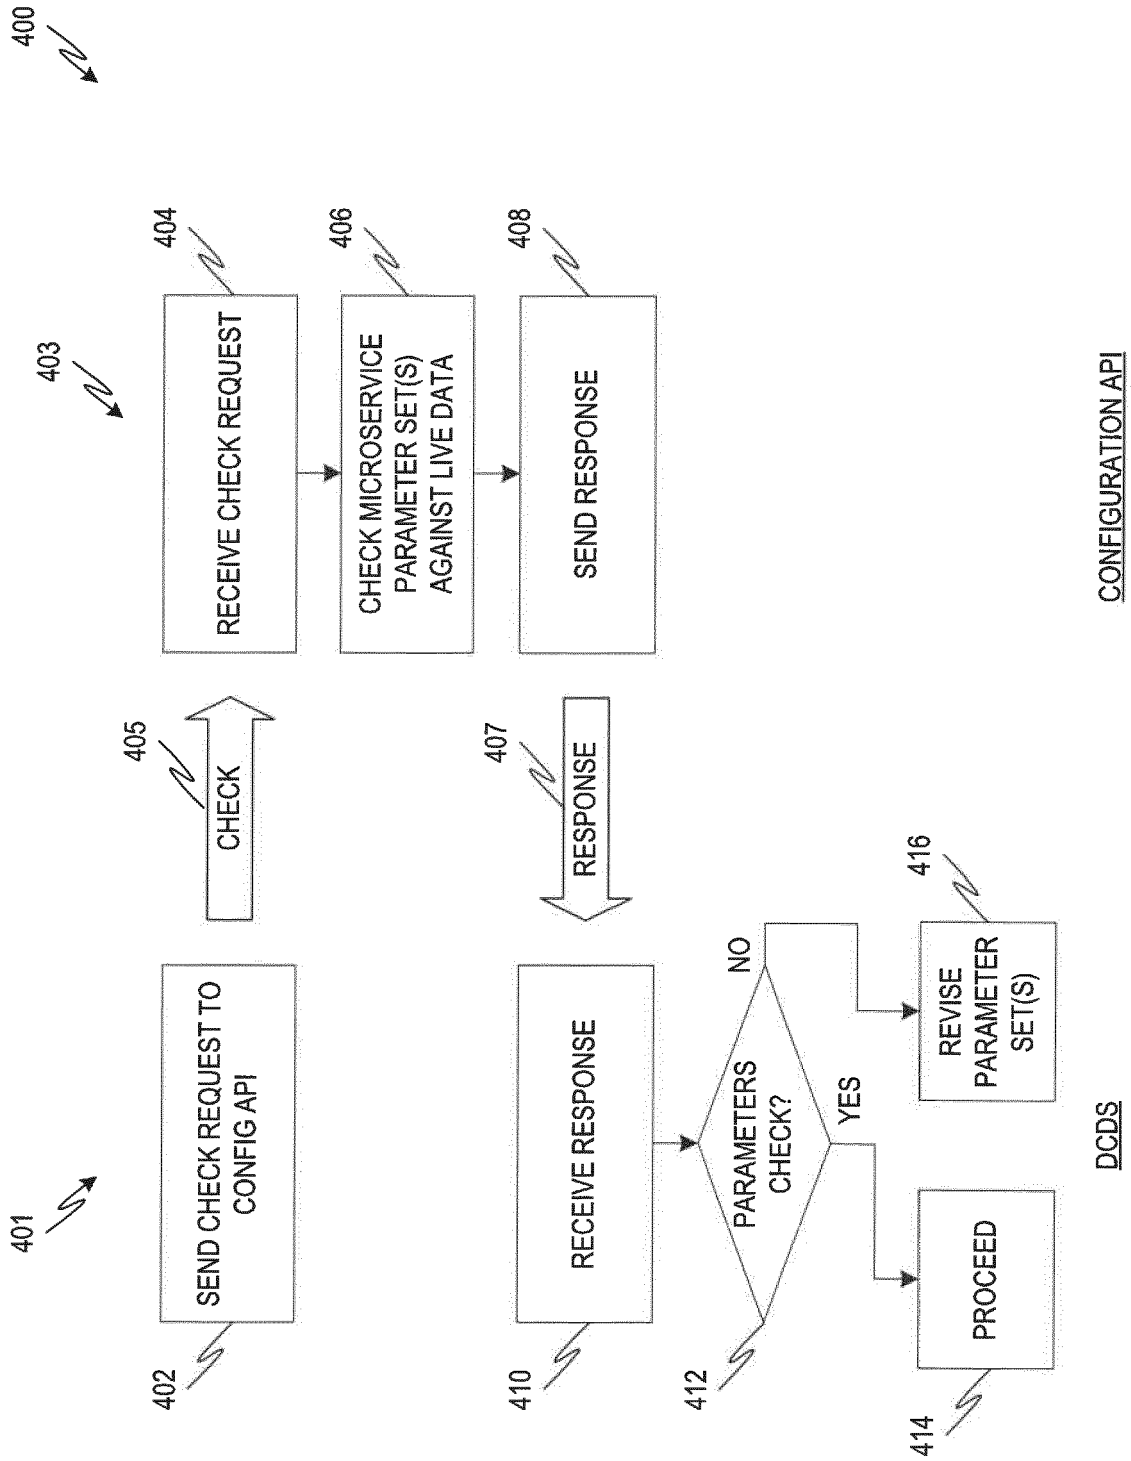 400
401
403
402
SEND CHECK REQUEST TO
CONFIG API
405
CHECK
404
RECEIVE CHECK REQUEST
406
CHECK MICROSERVICE
PARAMETER SET(S)
AGAINST LIVE DATA
408
SEND RESPONSE
407
RESPONSE
410
RECEIVE RESPONSE
412
PARAMETERS
CHECK?
NO
YES
414
PROCEED
416
REVISE
PARAMETER
SET(S)
DCDS
CONFIGURATION API